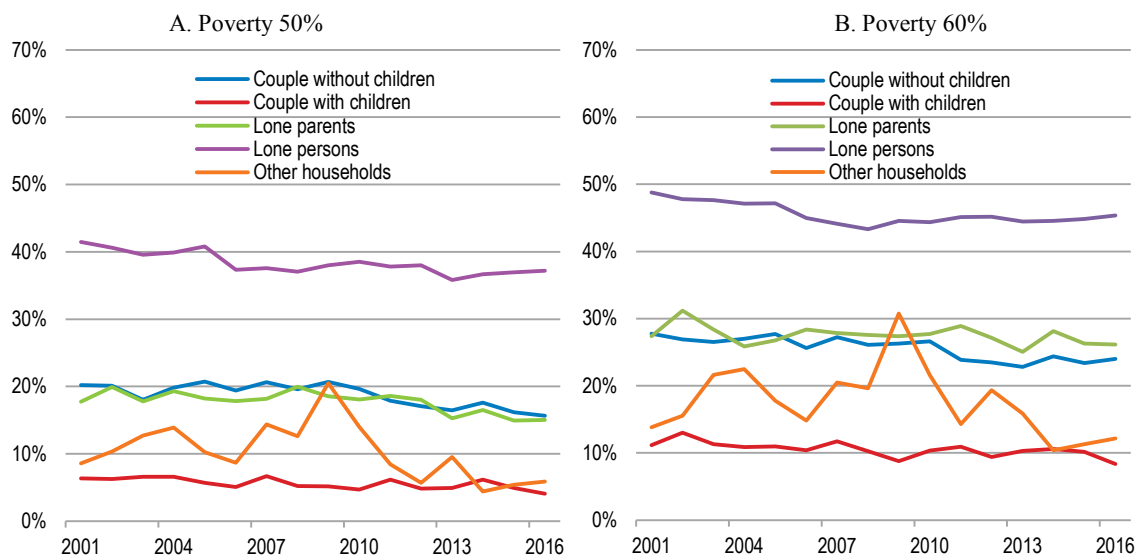 A. Poverty 50%
70%
60%
50%
40%
30%
20%
10%
0%
Couple without children
Couple with children
Lone parents
Lone persons
Other households
2001 2004 2007 2010 2013 2016
B. Poverty 60%
70%
60%
50%
40%
30%
20%
10%
0%
Couple without children
Couple with children
Lone parents
Lone persons
Other households
2001 2004 2007 2010 2013 2016